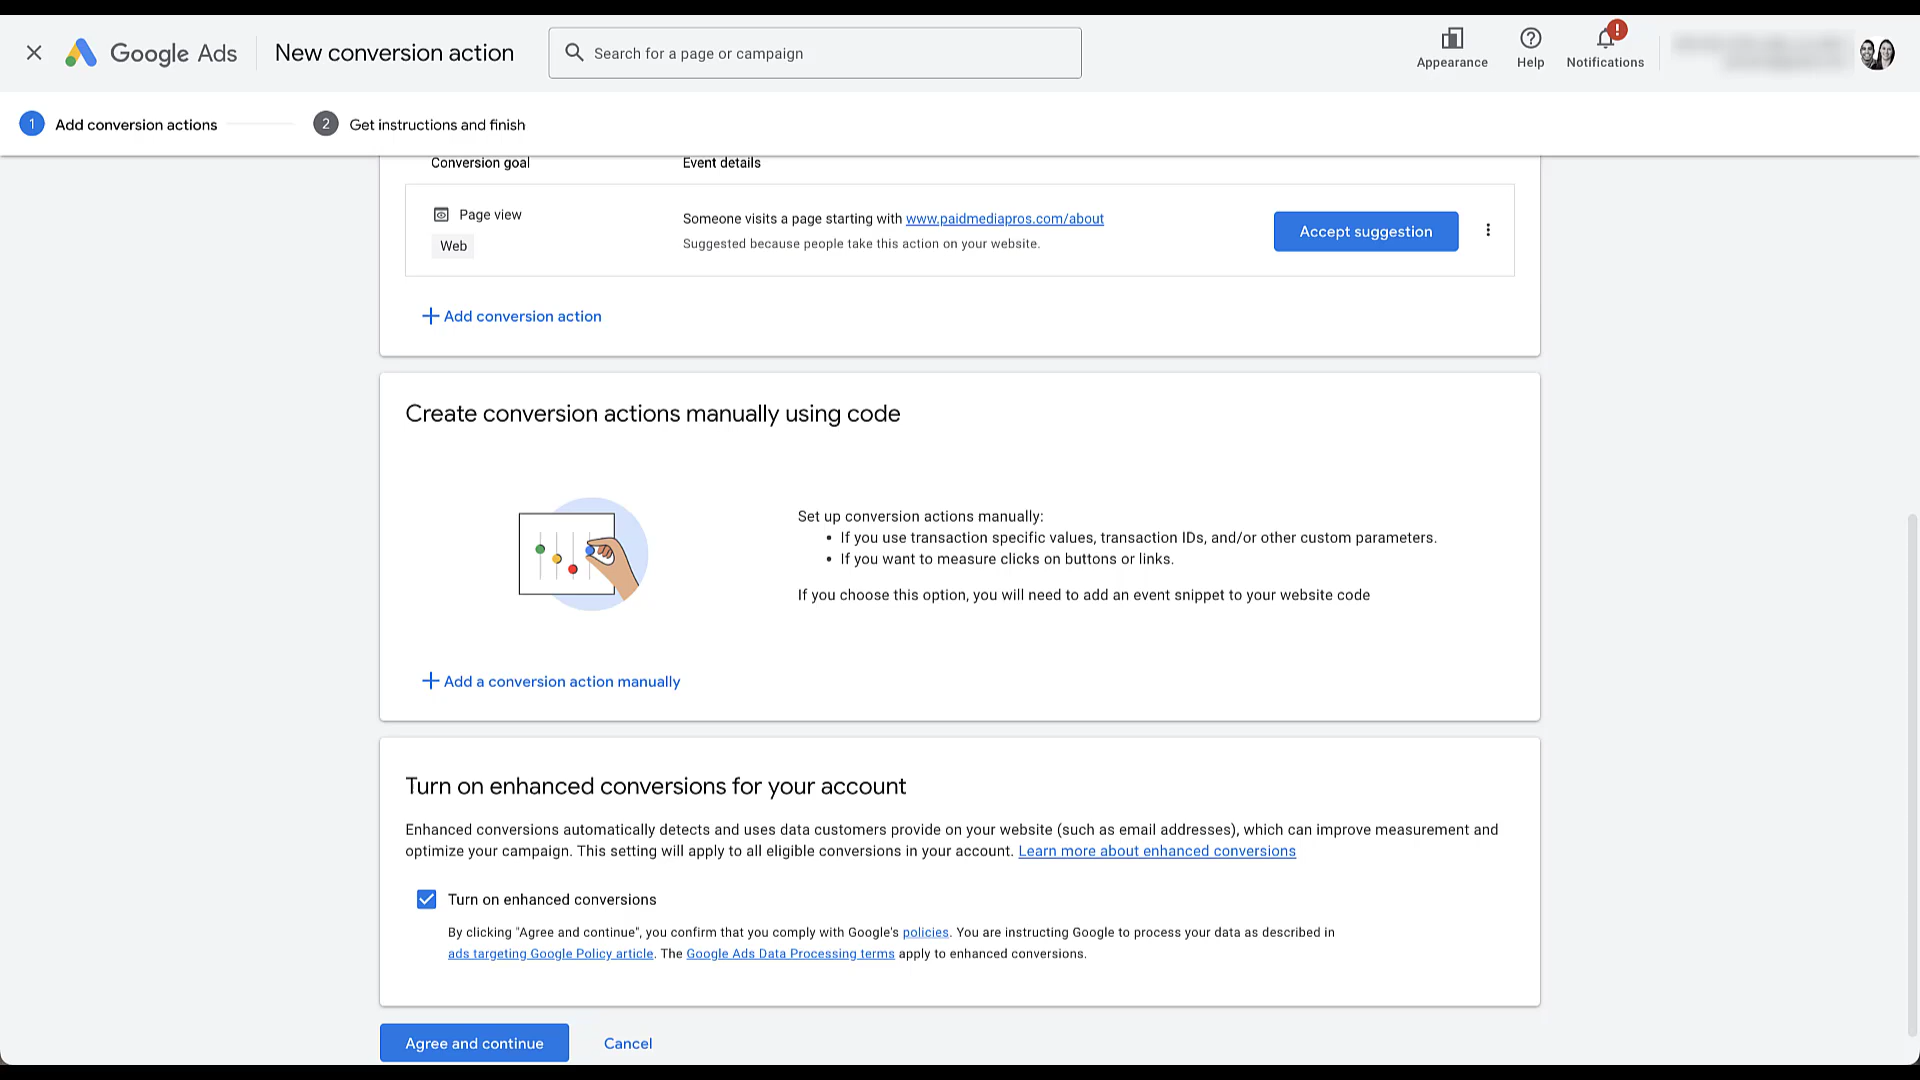 Google Ads
New conversion action
Search for a page or campaign
Appearance
Help
!
Notifications
1 Add conversion actions
2 Get instructions and finish
Conversion goal
Event details
Page view
Web
Someone visits a page starting with www.paidmediapros.com/about
Suggested because people take this action on your website.
Accept suggestion
Add conversion action
Create conversion actions manually using code
Set up conversion actions manually:
• If you use transaction specific values, transaction IDs, and/or other custom parameters.
• If you want to measure clicks on buttons or links.
If you choose this option, you will need to add an event snippet to your website code
Add a conversion action manually
Turn on enhanced conversions for your account
Enhanced conversions automatically detects and uses data customers provide on your website (such as email addresses), which can improve measurement and
optimize your campaign. This setting will apply to all eligible conversions in your account. Learn more about enhanced conversions
Turn on enhanced conversions
By clicking "Agree and continue", you confirm that you comply with Google's policies. You are instructing Google to process your data as described in
ads targeting Google Policy article. The Google Ads Data Processing terms apply to enhanced conversions.
Agree and continue
Cancel